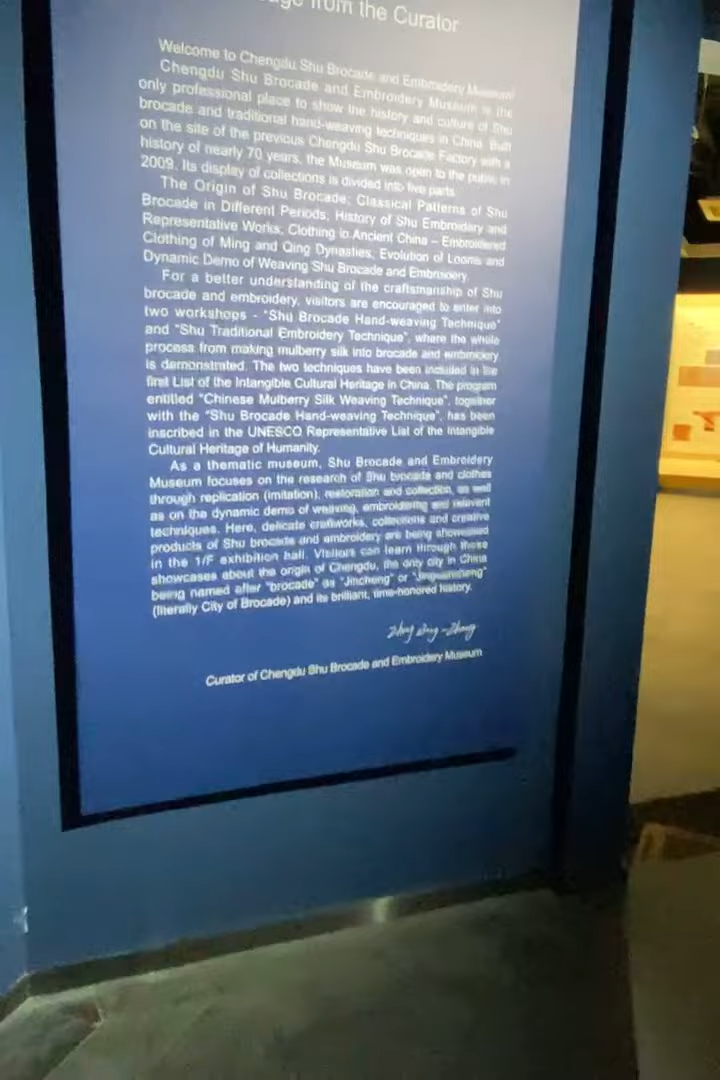 from the Curator
Welcome to Chengdu Shu Brocade and Embroidery Museum!
Chengdu Shu Brocade and Embroidery Museum is the
only professional place to show the history and culture of Shu
brocade and traditional hand-weaving techniques in China. Built
on the site of the previous Chengdu Shu Brocade Factory with a
history of nearly 70 years, the Museum was open to the public in
2009. Its display of collections is divided into five parts.
The Origin of Shu Brocade; Classical Patterns of Shu
Brocade in Different Periods; History of Shu Embroidery and
Representative Works; Clothing in Ancient China – Embroidered
Clothing of Ming and Qing Dynasties; Evolution of Looms and
Dynamic Demo of Weaving Shu Brocade and Embroidery.
For a better understanding of the craftsmanship of Shu
brocade and embroidery, visitors are encouraged to enter into
two workshops - "Shu Brocade Hand-weaving Technique"
and "Shu Traditional Embroidery Technique", where the whole
process from making mulberry silk into brocade and embroidery
is demonstrated. The two techniques have been included in the
first List of the Intangible Cultural Heritage in China. The program
entitled "Chinese Mulberry Silk Weaving Technique", together
with the "Shu Brocade Hand-weaving Technique", has been
inscribed in the UNESCO Representative List of the Intangible
Cultural Heritage of Humanity.
As a thematic museum, Shu Brocade and Embroidery
Museum focuses on the research of Shu brocade and clothes
through replication (imitation), restoration and collection, as well
as on the dynamic demo of weaving, embroidering and relevant
techniques. Here, delicate craftworks, collections and creative
products of Shu brocade and embroidery are being showcased
in the 1/F exhibition hall. Visitors can learn through these
showcases about the origin of Chengdu, the only city in China
being named after "brocade" as "Jincheng" or "Jinguancheng"
(literally City of Brocade) and its brilliant, time-honored history.
Curator of Chengdu Shu Brocade and Embroidery Museum